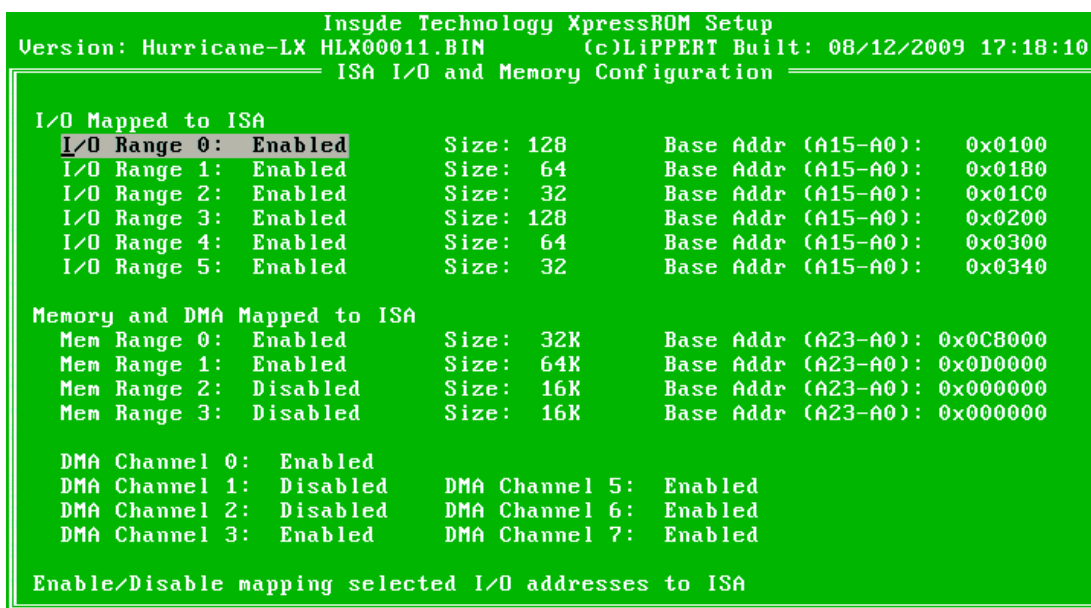 Insyde Technology XpressROM Setup
Version: Hurricane-LX HLX00011.BIN (c)LiPPERT Built: 08/12/2009 17:18:10
ISA I/O and Memory Configuration
I/O Mapped to ISA
I/O Range 0: Enabled Size: 128 Base Addr (A15-A0): 0x0100
I/O Range 1: Enabled Size: 64 Base Addr (A15-A0): 0x0180
I/O Range 2: Enabled Size: 32 Base Addr (A15-A0): 0x01C0
I/O Range 3: Enabled Size: 128 Base Addr (A15-A0): 0x0200
I/O Range 4: Enabled Size: 64 Base Addr (A15-A0): 0x0300
I/O Range 5: Enabled Size: 32 Base Addr (A15-A0): 0x0340
Memory and DMA Mapped to ISA
Mem Range 0: Enabled Size: 32K Base Addr (A23-A0): 0x0C8000
Mem Range 1: Enabled Size: 64K Base Addr (A23-A0): 0x0D0000
Mem Range 2: Disabled Size: 16K Base Addr (A23-A0): 0x000000
Mem Range 3: Disabled Size: 16K Base Addr (A23-A0): 0x000000
DMA Channel 0: Enabled
DMA Channel 1: Disabled DMA Channel 5: Enabled
DMA Channel 2: Disabled DMA Channel 6: Enabled
DMA Channel 3: Enabled DMA Channel 7: Enabled
Enable/Disable mapping selected I/O addresses to ISA